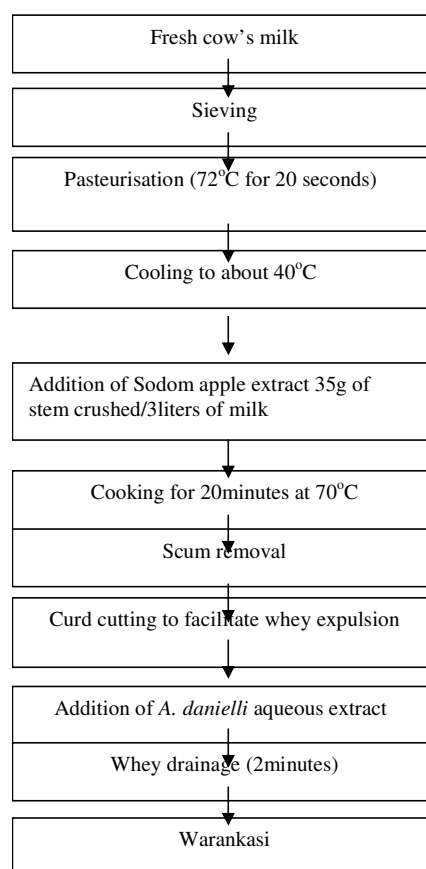 Fresh cow’s milk
Sieving
Pasteurisation (72°C for 20 seconds)
Cooling to about 40°C
Addition of Sodom apple extract 35g of
stem crushed/3liters of milk
Cooking for 20minutes at 70°C
Scum removal
Curd cutting to facilitate whey expulsion
Addition of A. danielli aqueous extract
Whey drainage (2minutes)
Warankasi